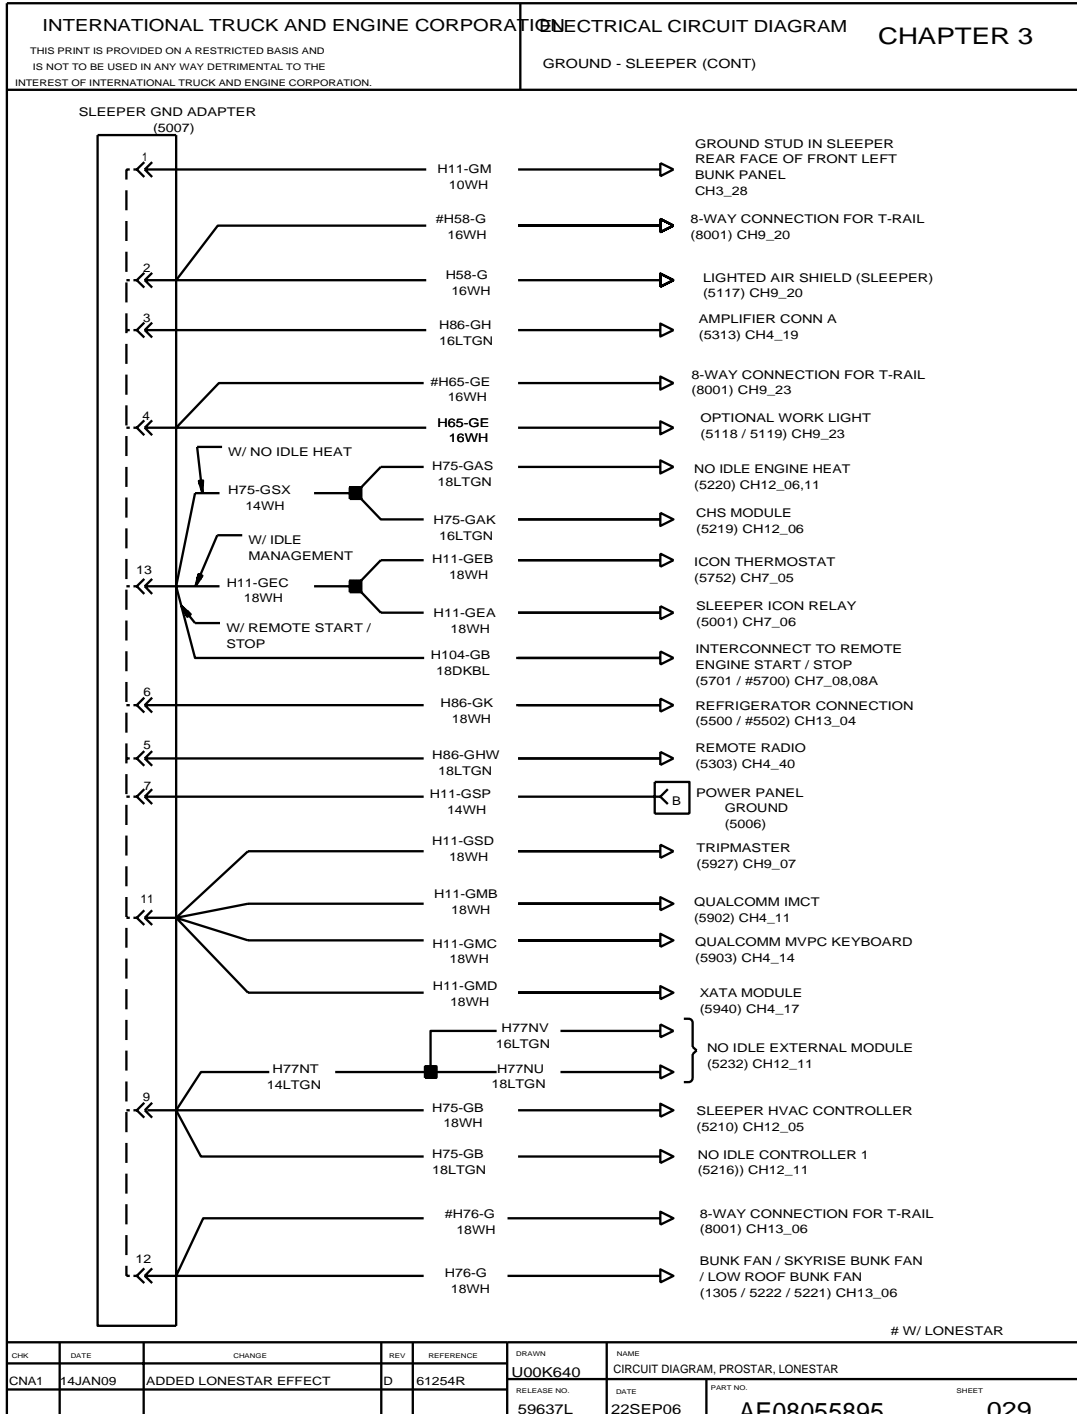 INTERNATIONAL TRUCK AND ENGINE CORPORATION
ELECTRICAL CIRCUIT DIAGRAM
CHAPTER 3
THIS PRINT IS PROVIDED ON A RESTRICTED BASIS AND
IS NOT TO BE USED IN ANY WAY DETRIMENTAL TO THE
INTEREST OF INTERNATIONAL TRUCK AND ENGINE CORPORATION.
GROUND - SLEEPER (CONT)
SLEEPER GND ADAPTER
(5007)
1
H11-GM
10WH
GROUND STUD IN SLEEPER
REAR FACE OF FRONT LEFT
BUNK PANEL
CH3_28
#H58-G
16WH
8-WAY CONNECTION FOR T-RAIL
(8001) CH9_20
2
H58-G
16WH
LIGHTED AIR SHIELD (SLEEPER)
(5117) CH9_20
3
H86-GH
16LTGN
AMPLIFIER CONN A
(5313) CH4_19
#H65-GE
16WH
8-WAY CONNECTION FOR T-RAIL
(8001) CH9_23
4
H65-GE
16WH
OPTIONAL WORK LIGHT
(5118 / 5119) CH9_23
W/ NO IDLE HEAT
H75-GSX
14WH
H75-GAS
18LTGN
NO IDLE ENGINE HEAT
(5220) CH12_06,11
H75-GAK
16LTGN
CHS MODULE
(5219) CH12_06
W/ IDLE
MANAGEMENT
13
H11-GEC
18WH
H11-GEB
18WH
ICON THERMOSTAT
(5752) CH7_05
H11-GEA
18WH
SLEEPER ICON RELAY
(5001) CH7_06
W/ REMOTE START /
STOP
H104-GB
18DKBL
INTERCONNECT TO REMOTE
ENGINE START / STOP
(5701 / #5700) CH7_08,08A
6
H86-GK
18WH
REFRIGERATOR CONNECTION
(5500 / #5502) CH13_04
5
H86-GHW
18LTGN
REMOTE RADIO
(5303) CH4_40
7
H11-GSP
14WH
B
POWER PANEL
GROUND
(5006)
H11-GSD
18WH
TRIPMASTER
(5927) CH9_07
11
H11-GMB
18WH
QUALCOMM IMCT
(5902) CH4_11
H11-GMC
18WH
QUALCOMM MVPC KEYBOARD
(5903) CH4_14
H11-GMD
18WH
XATA MODULE
(5940) CH4_17
H77NV
16LTGN
H77NT
14LTGN
H77NU
18LTGN
NO IDLE EXTERNAL MODULE
(5232) CH12_11
9
H75-GB
18WH
SLEEPER HVAC CONTROLLER
(5210) CH12_05
H75-GB
18LTGN
NO IDLE CONTROLLER 1
(5216)) CH12_11
#H76-G
18WH
8-WAY CONNECTION FOR T-RAIL
(8001) CH13_06
12
H76-G
18WH
BUNK FAN / SKYRISE BUNK FAN
/ LOW ROOF BUNK FAN
(1305 / 5222 / 5221) CH13_06
# W/ LONESTAR
CHK DATE CHANGE REV REFERENCE
CNA1 14JAN09 ADDED LONESTAR EFFECT D 61254R
DRAWN
U00K640
NAME
CIRCUIT DIAGRAM, PROSTAR, LONESTAR
RELEASE NO.
59637L
DATE
22SEP06
PART NO.
AE08055895
SHEET
029